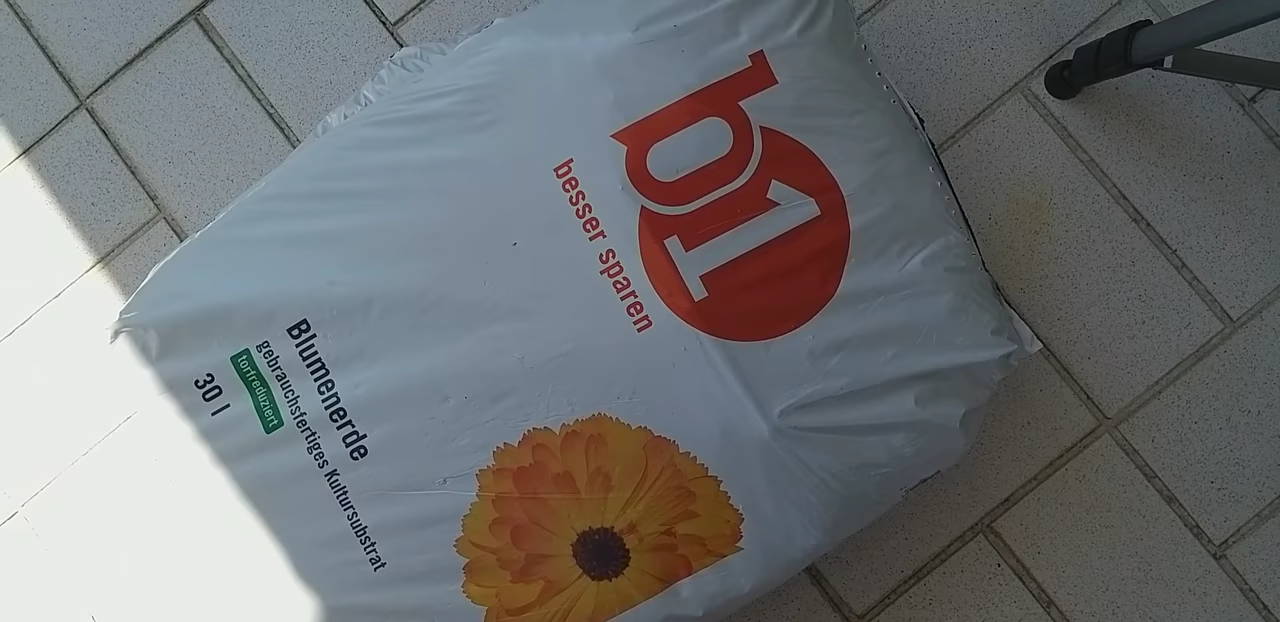 b1
besser sparen
Blumenerde
gebrauchsfertiges Kultursubstrat
torfreduziert
30 l